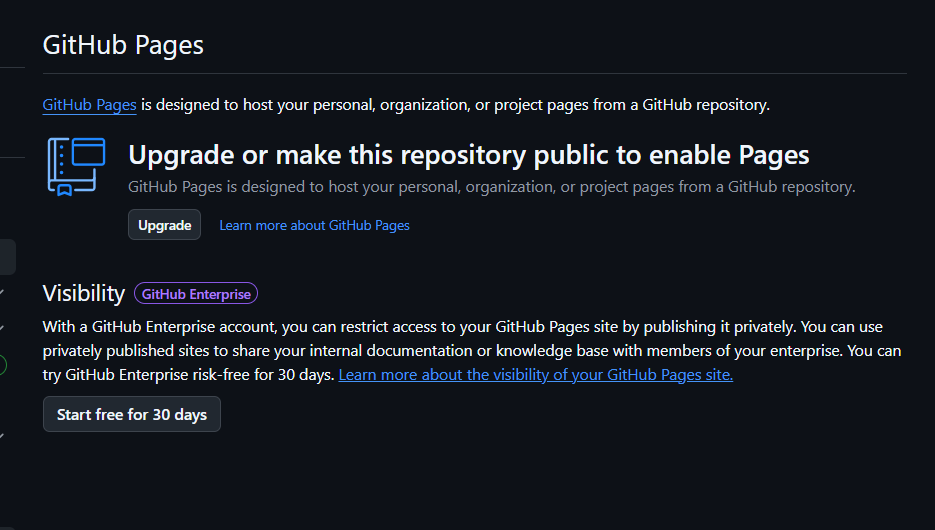 GitHub Pages
GitHub Pages is designed to host your personal, organization, or project pages from a GitHub repository.
Upgrade or make this repository public to enable Pages
GitHub Pages is designed to host your personal, organization, or project pages from a GitHub repository.
Upgrade
Learn more about GitHub Pages
Visibility
GitHub Enterprise
With a GitHub Enterprise account, you can restrict access to your GitHub Pages site by publishing it privately. You can use
privately published sites to share your internal documentation or knowledge base with members of your enterprise. You can
try GitHub Enterprise risk-free for 30 days. Learn more about the visibility of your GitHub Pages site.
Start free for 30 days